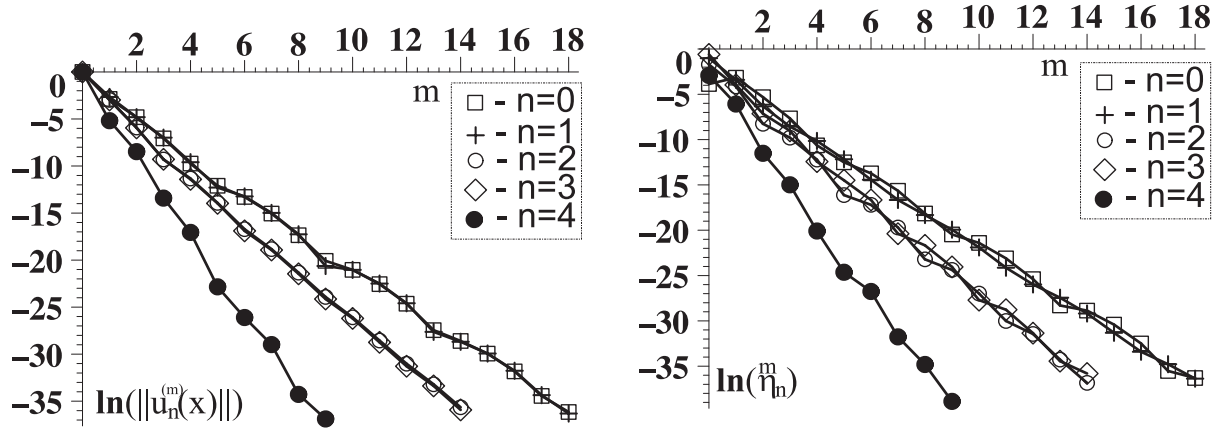 2 4 6 8 10 12 14 16 18
m
0
−5
−10
−15
−20
−25
−30
−35
- n=0
- n=1
- n=2
- n=3
- n=4
ln(||u_n^(m)(x)||)
2 4 6 8 10 12 14 16 18
m
0
−5
−10
−15
−20
−25
−30
−35
- n=0
- n=1
- n=2
- n=3
- n=4
ln(η_n^m)